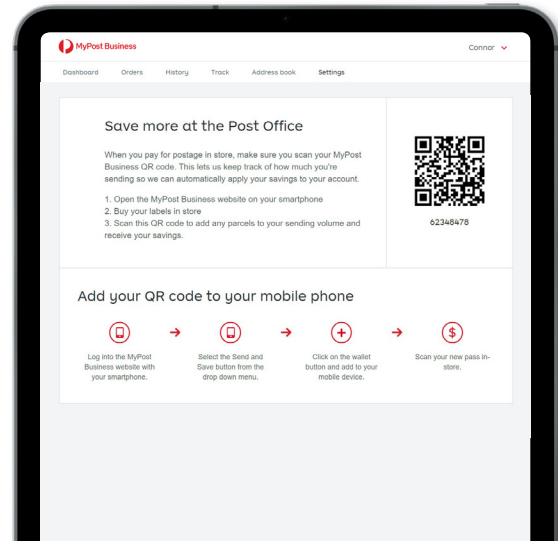 MyPost Business
Connor
Dashboard Orders History Track Address book Settings
Save more at the Post Office
When you pay for postage in store, make sure you scan your MyPost
Business QR code. This lets us keep track of how much you're
sending so we can automatically apply your savings to your account.
1. Open the MyPost Business website on your smartphone
2. Buy your labels in store
3. Scan this QR code to add any parcels to your sending volume and
receive your savings.
62348478
Add your QR code to your mobile phone
Log into the MyPost
Business website with
your smartphone.
Select the Send and
Save button from the
drop down menu.
Click on the wallet
button and add to your
mobile device.
Scan your new pass in-
store.